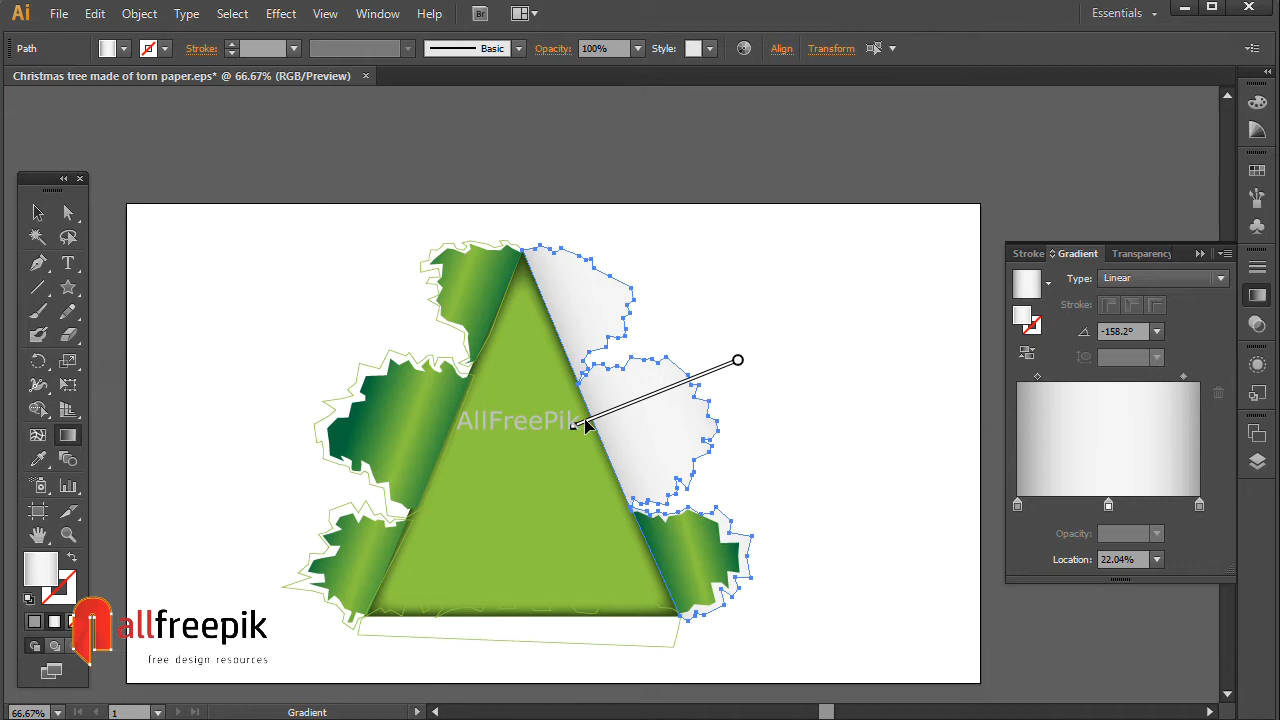 Ai File Edit Object Type Select Effect View Window Help Br Essentials
Path Stroke: Basic Opacity: 100% Style: Align Transform
Christmas tree made of torn paper.eps* @ 66.67% (RGB/Preview) ×
Stroke Gradient Transparency
Type: Linear
Stroke:
-158.2°
AllFreePik
Opacity:
Location: 22.04%
allfreepik
free design resources
66.67% 1 Gradient